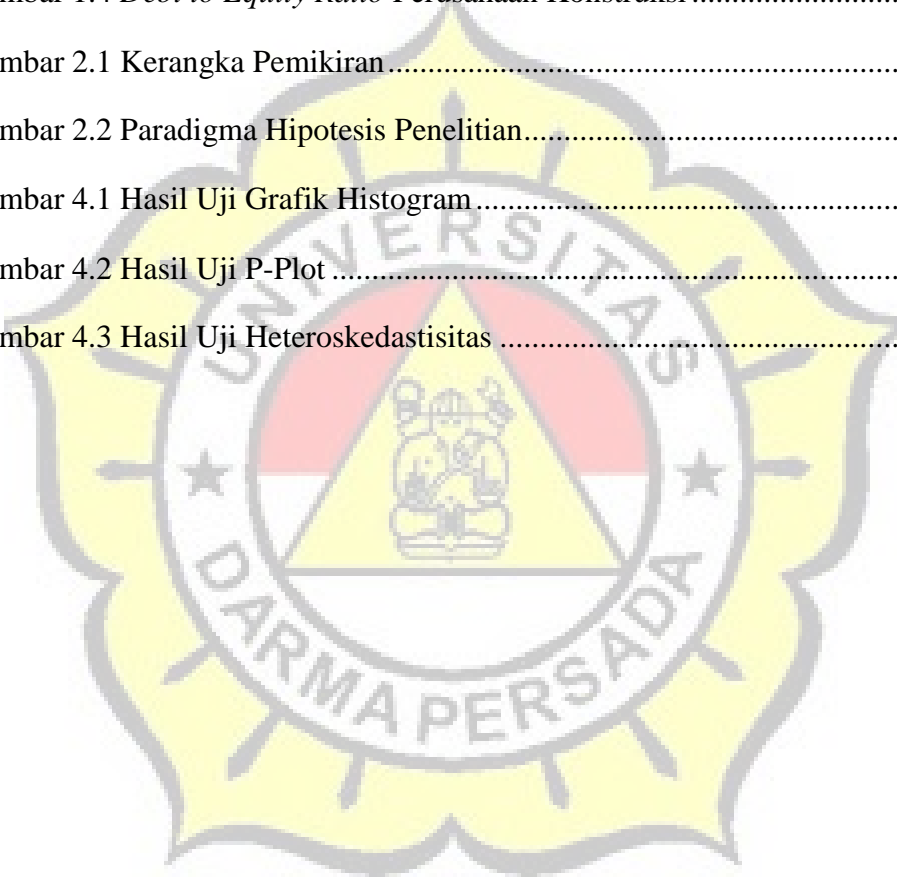 mbar 1.4 Debt to Equity Ratio Perusahaan Konstruksi ........................
mbar 2.1 Kerangka Pemikiran ................................................................
mbar 2.2 Paradigma Hipotesis Penelitian ...............................................
mbar 4.1 Hasil Uji Grafik Histogram .....................................................
mbar 4.2 Hasil Uji P-Plot .......................................................................
mbar 4.3 Hasil Uji Heteroskedastisitas ..................................................
UNIVERSITAS
DARMA PERSADA